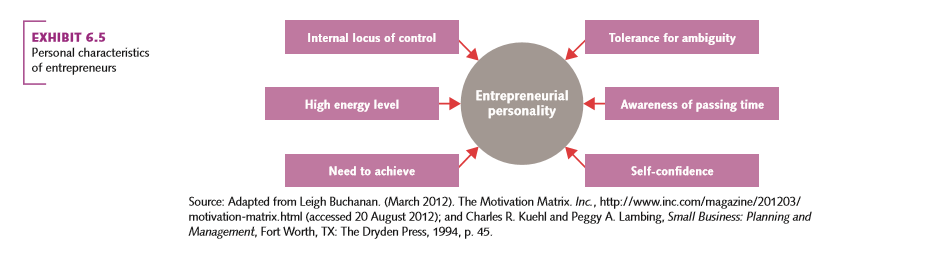 EXHIBIT 6.5
Personal characteristics
of entrepreneurs
Internal locus of control
Tolerance for ambiguity
High energy level
Entrepreneurial
personality
Awareness of passing time
Need to achieve
Self-confidence
Source: Adapted from Leigh Buchanan. (March 2012). The Motivation Matrix. Inc., http://www.inc.com/magazine/201203/
motivation-matrix.html (accessed 20 August 2012); and Charles R. Kuehl and Peggy A. Lambing, Small Business: Planning and
Management, Fort Worth, TX: The Dryden Press, 1994, p. 45.